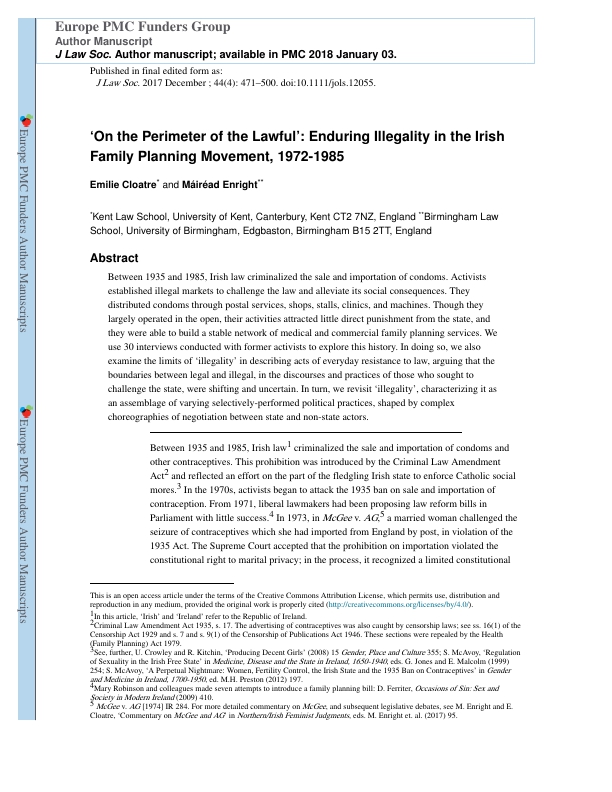 Europe PMC Funders Group
Author Manuscript
J Law Soc. Author manuscript; available in PMC 2018 January 03.
Published in final edited form as:
J Law Soc. 2017 December ; 44(4): 471–500. doi:10.1111/jols.12055.
Europe PMC Funders Author Manuscripts
Europe PMC Funders Author Manuscripts
‘On the Perimeter of the Lawful’: Enduring Illegality in the Irish
Family Planning Movement, 1972-1985
Emilie Cloatre* and Máiréad Enright**
*Kent Law School, University of Kent, Canterbury, Kent CT2 7NZ, England **Birmingham Law
School, University of Birmingham, Edgbaston, Birmingham B15 2TT, England
Abstract
Between 1935 and 1985, Irish law criminalized the sale and importation of condoms. Activists
established illegal markets to challenge the law and alleviate its social consequences. They
distributed condoms through postal services, shops, stalls, clinics, and machines. Though they
largely operated in the open, their activities attracted little direct punishment from the state, and
they were able to build a stable network of medical and commercial family planning services. We
use 30 interviews conducted with former activists to explore this history. In doing so, we also
examine the limits of ‘illegality’ in describing acts of everyday resistance to law, arguing that the
boundaries between legal and illegal, in the discourses and practices of those who sought to
challenge the state, were shifting and uncertain. In turn, we revisit ‘illegality’, characterizing it as
an assemblage of varying selectively-performed political practices, shaped by complex
choreographies of negotiation between state and non-state actors.
Between 1935 and 1985, Irish law1 criminalized the sale and importation of condoms and
other contraceptives. This prohibition was introduced by the Criminal Law Amendment
Act2 and reflected an effort on the part of the fledgling Irish state to enforce Catholic social
mores.3 In the 1970s, activists began to attack the 1935 ban on sale and importation of
contraception. From 1971, liberal lawmakers had been proposing law reform bills in
Parliament with little success.4 In 1973, in McGee v. AG,5 a married woman challenged the
seizure of contraceptives which she had imported from England by post, in violation of the
1935 Act. The Supreme Court accepted that the prohibition on importation violated the
constitutional right to marital privacy; in the process, it recognized a limited constitutional
This is an open access article under the terms of the Creative Commons Attribution License, which permits use, distribution and
reproduction in any medium, provided the original work is properly cited (http://creativecommons.org/licenses/by/4.0/).
1In this article, ‘Irish’ and ‘Ireland’ refer to the Republic of Ireland.
2Criminal Law Amendment Act 1935, s. 17. The advertising of contraceptives was also caught by censorship laws; see ss. 16(1) of the
Censorship Act 1929 and s. 7 and s. 9(1) of the Censorship of Publications Act 1946. These sections were repealed by the Health
(Family Planning) Act 1979.
3See, further, U. Crowley and R. Kitchin, ‘Producing Decent Girls’ (2008) 15 Gender, Place and Culture 355; S. McAvoy, ‘Regulation
of Sexuality in the Irish Free State’ in Medicine, Disease and the State in Ireland, 1650-1940, eds. G. Jones and E. Malcolm (1999)
254; S. McAvoy, ‘A Perpetual Nightmare: Women, Fertility Control, the Irish State and the 1935 Ban on Contraceptives’ in Gender
and Medicine in Ireland, 1700-1950, ed. M.H. Preston (2012) 197.
4Mary Robinson and colleagues made seven attempts to introduce a family planning bill: D. Ferriter, Occasions of Sin: Sex and
Society in Modern Ireland (2009) 410.
5 McGee v. AG [1974] IR 284. For more detailed commentary on McGee, and subsequent legislative debates, see M. Enright and E.
Cloatre, ‘Commentary on McGee and AG’ in Northern/Irish Feminist Judgments, eds. M. Enright et. al. (2017) 95.